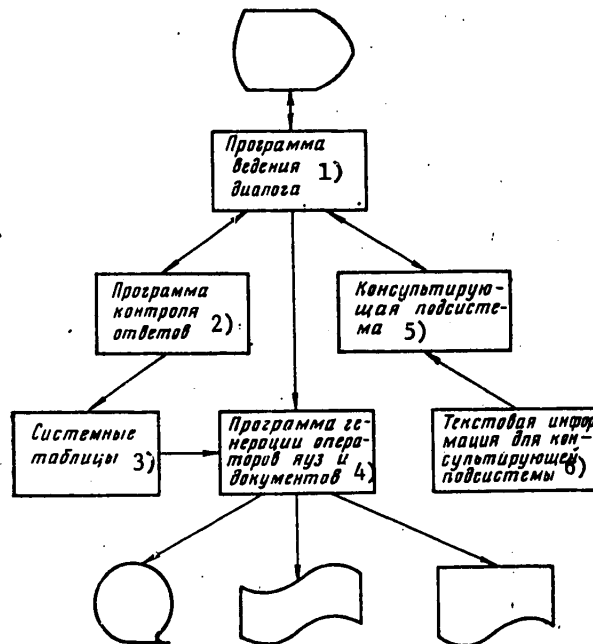 Программа
ведения 1)
диалога
Программа
контроля
ответов 2)
Консультирую-
щая подсисте-
ма 5)
Системные
таблицы 3)
Программа ге-
нерации опера-
торов яуз и
документов 4)
Текстовая инфор
мация для кон-
сультирующей
подсистемы 6)